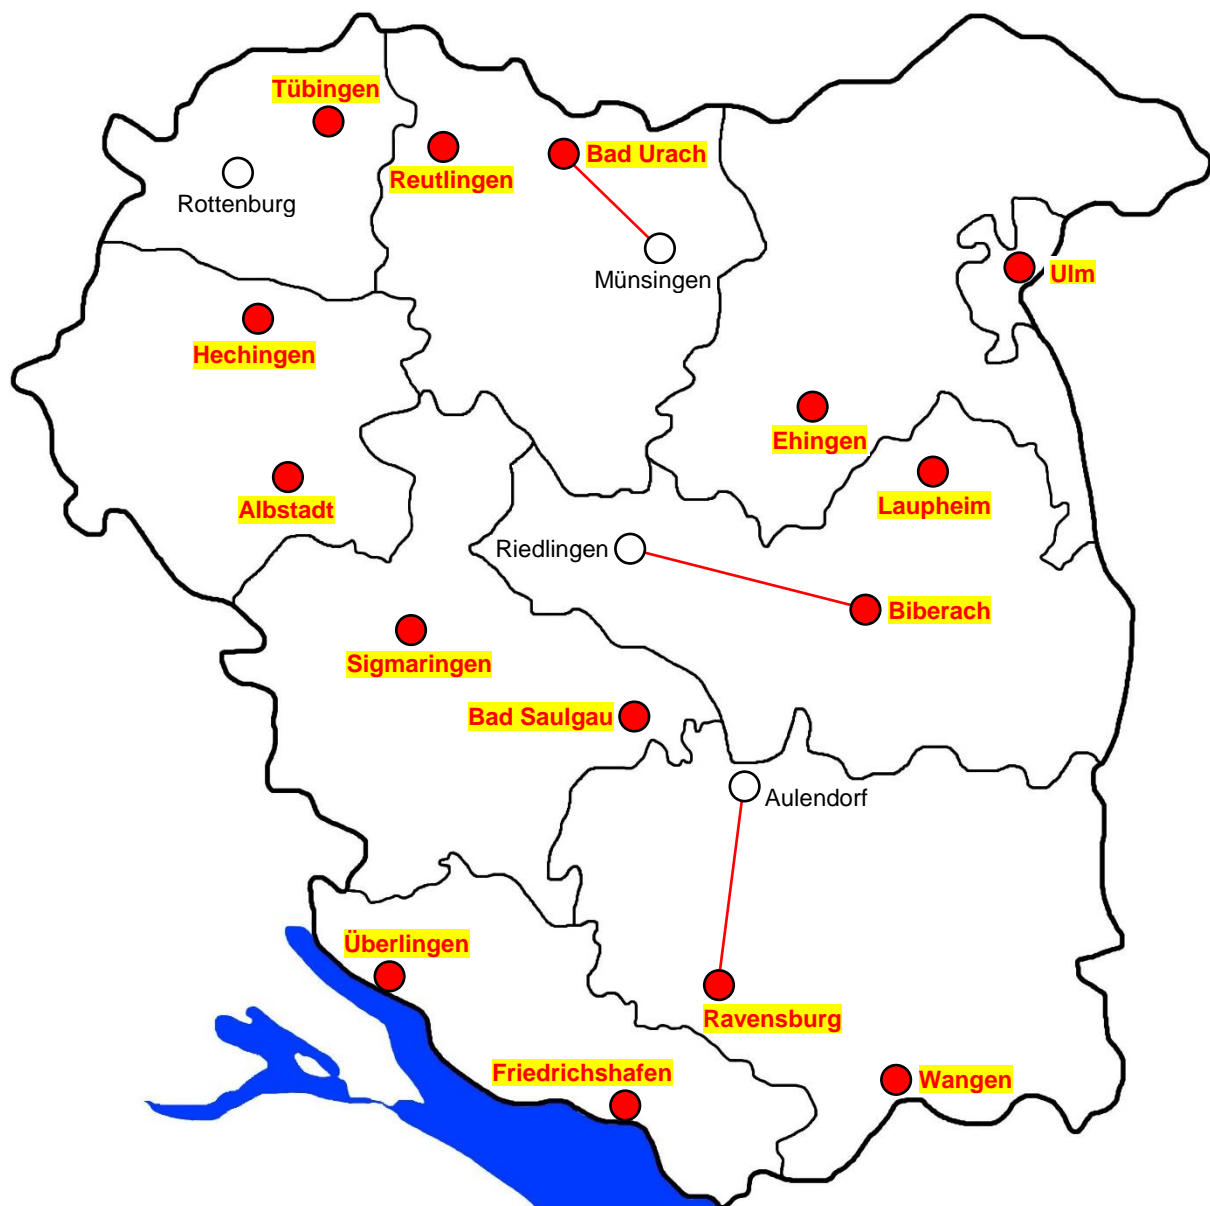 Tübingen
Bad Urach
Reutlingen
Rottenburg
Münsingen
Ulm
Hechingen
Ehingen
Albstadt
Laupheim
Riedlingen
Biberach
Sigmaringen
Bad Saulgau
Aulendorf
Überlingen
Ravensburg
Friedrichshafen
Wangen